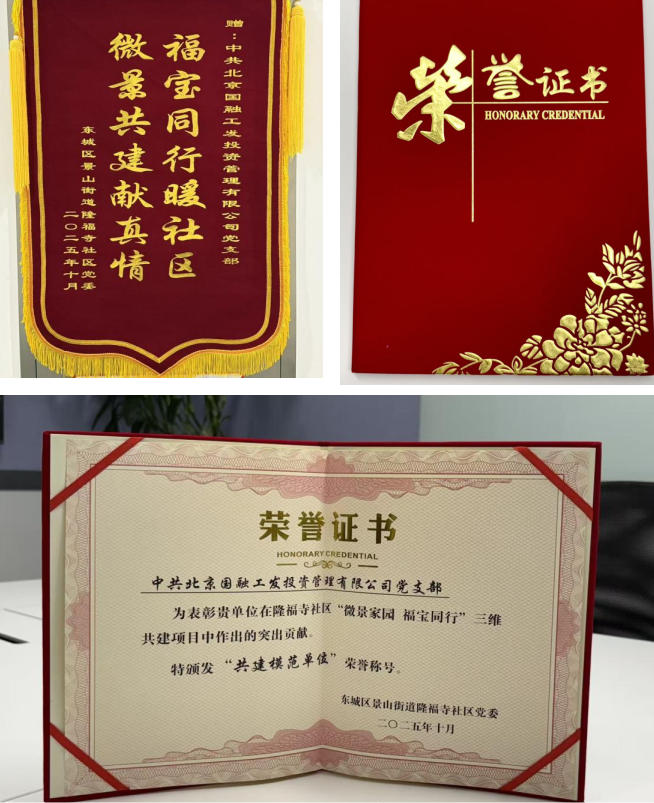 赠：中共北京国融工发投资管理有限公司党支部
福宝同行暖社区
微景共建献真情
东城区景山街道隆福寺社区党委
二〇二五年十月
荣誉证书
HONORARY CREDENTIAL
荣誉证书
HONORARY CREDENTIAL
中共北京国融工发投资管理有限公司党支部
为表彰贵单位在隆福寺社区“微景家园 福宝同行”三维
共建项目中作出的突出贡献。
特颁发“共建模范单位”荣誉称号。
东城区景山街道隆福寺社区党委
二〇二五年十月